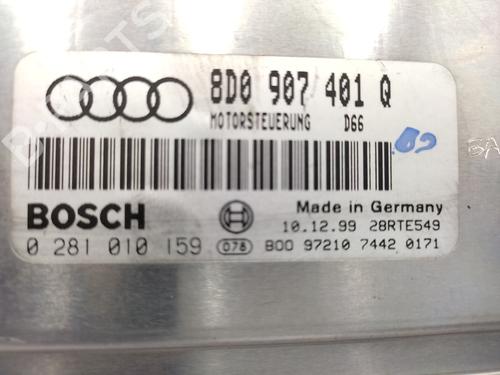 8D0 907 401 Q
MOTORSTEUERUNG D66
BOSCH
Made in Germany
10.12.99 28RTE549
0 281 010 159 078 B00 97210 7442 0171